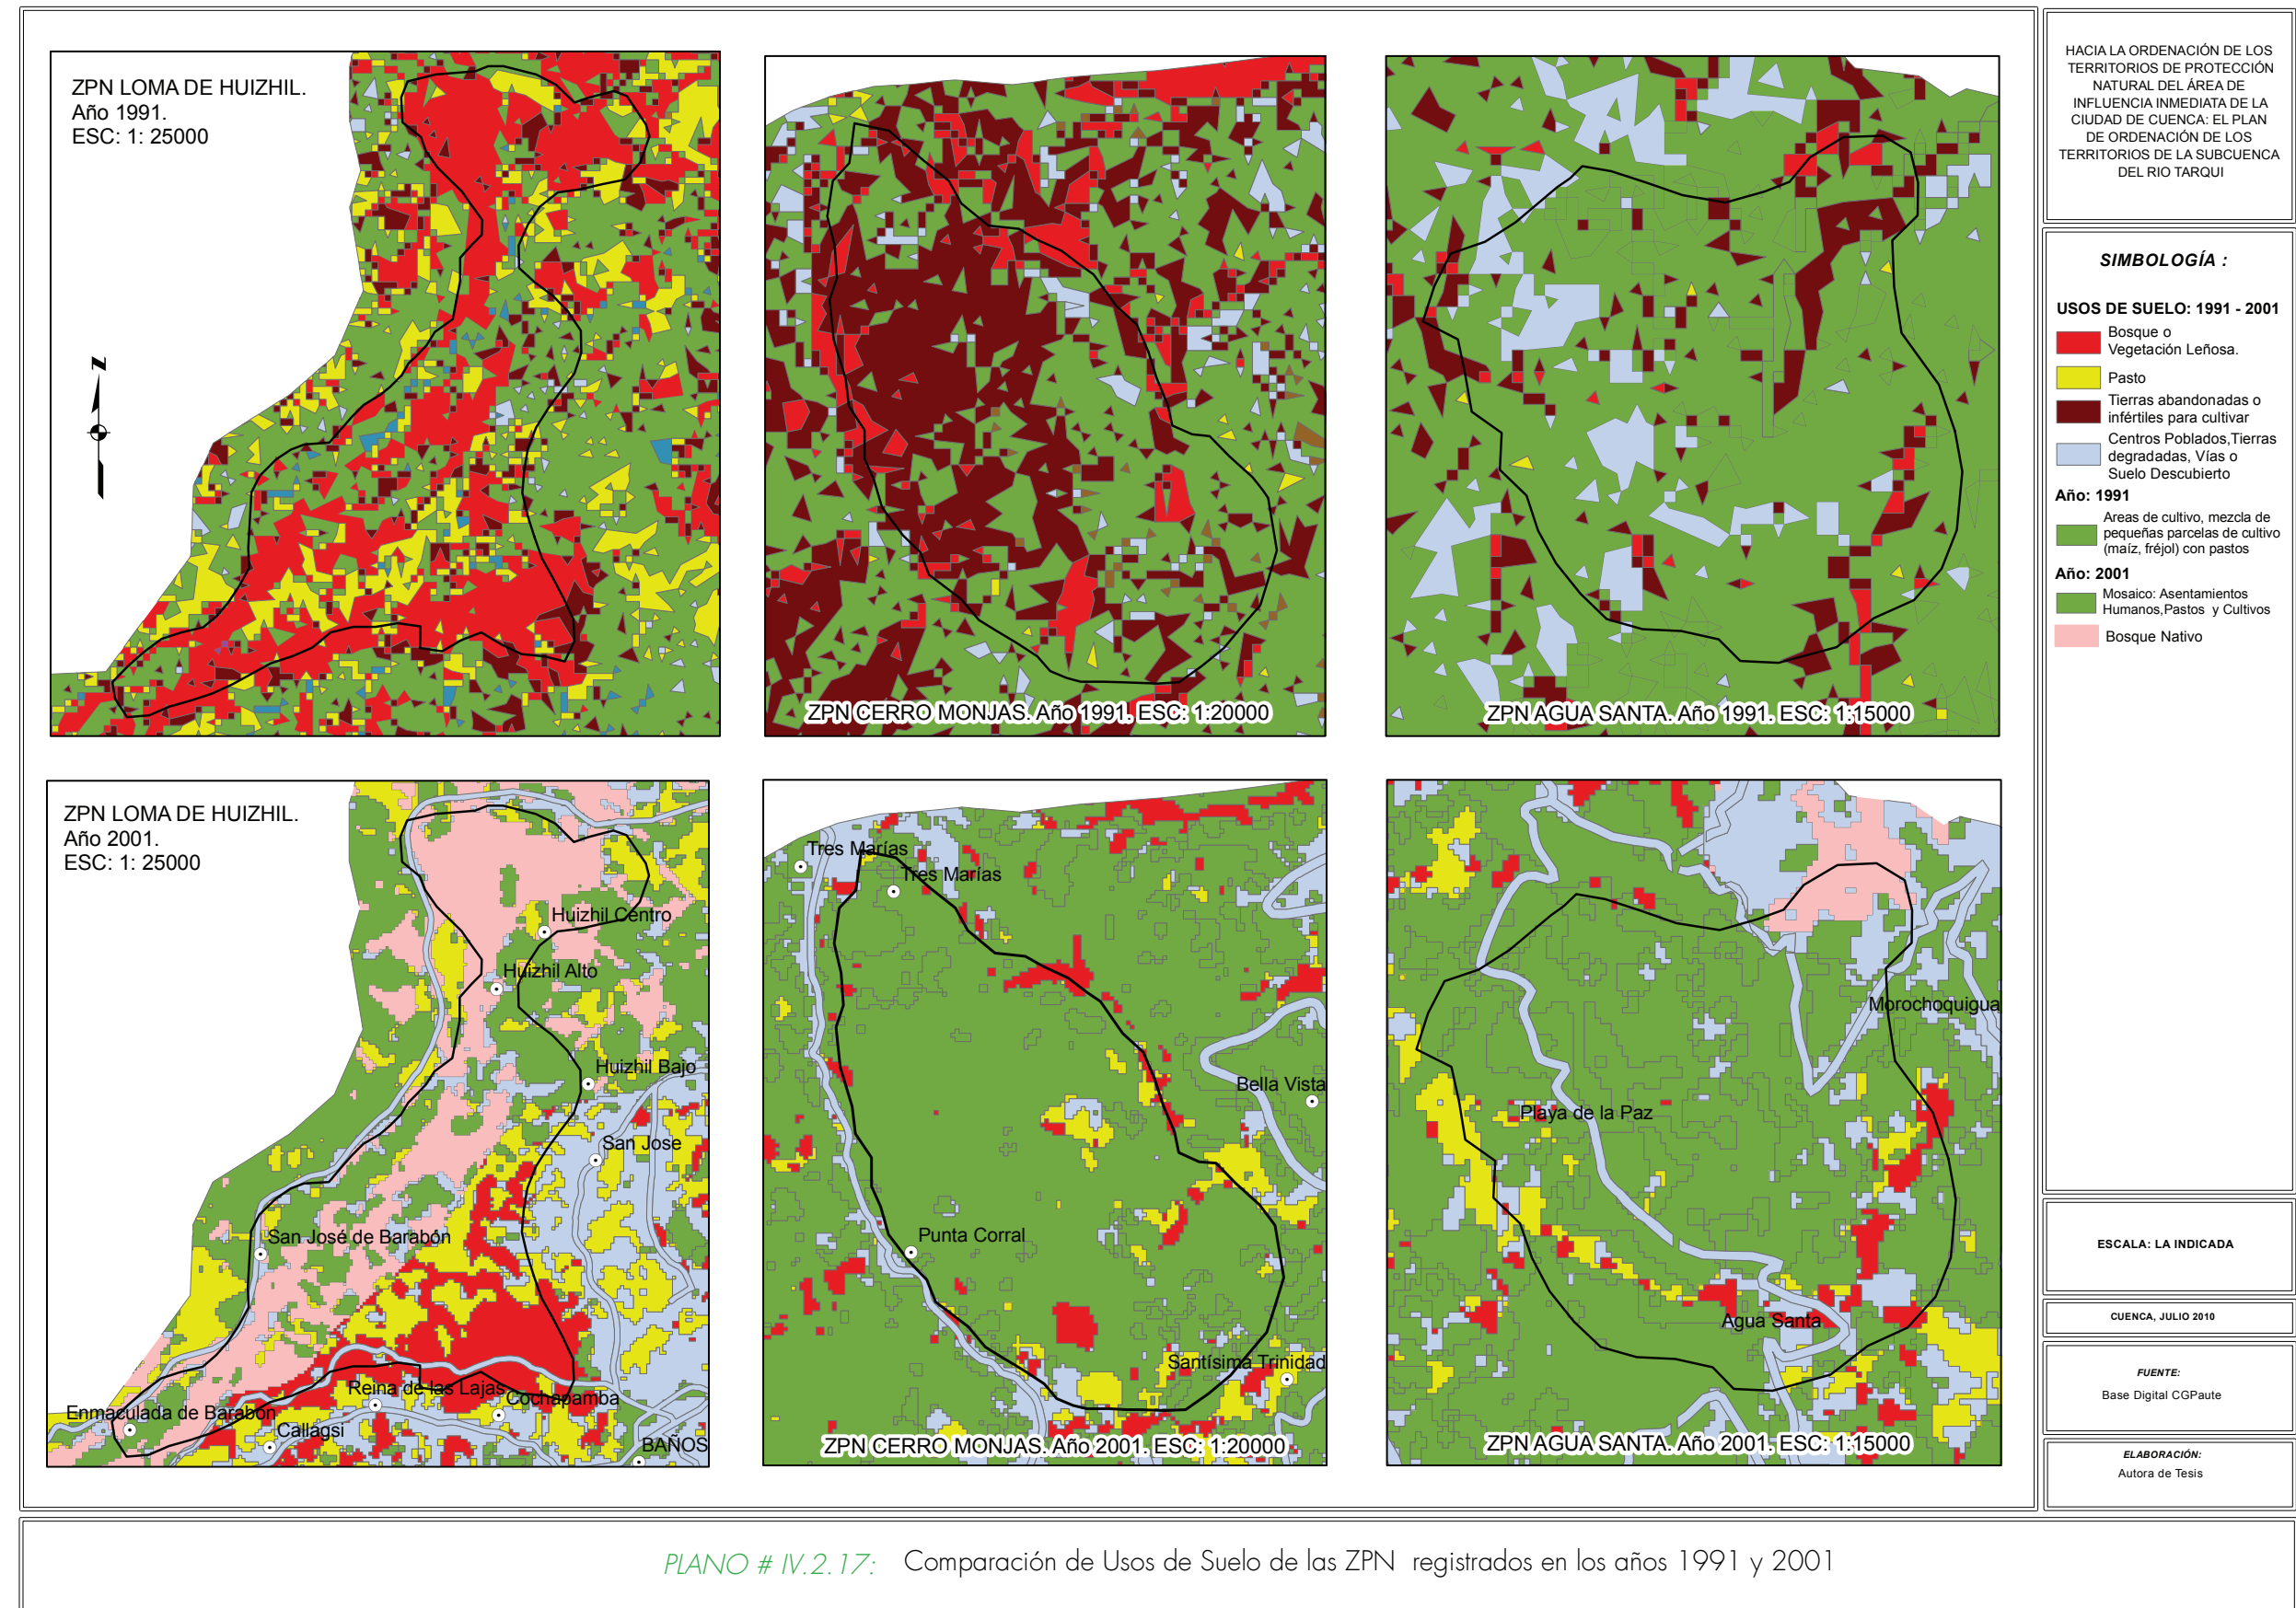 ZPN LOMA DE HUIZHIL.
Año 1991.
ESC: 1: 25000
N
ZPN CERRO MONJAS. Año 1991. ESC: 1:20000
ZPN AGUA SANTA. Año 1991. ESC: 1:15000
ZPN LOMA DE HUIZHIL.
Año 2001.
ESC: 1: 25000
Huizhil Centro
Huizhil Alto
Huizhil Bajo
San Jose
San José de Barabón
Reina de las Lajas
Cochapamba
Enmaculada de Barabón
Callagsi
BAÑOS
Tres Marías
Tres Marías
Bella Vista
Punta Corral
Santísima Trinidad
ZPN CERRO MONJAS. Año 2001. ESC: 1:20000
Morochoquigua
Playa de la Paz
Agua Santa
ZPN AGUA SANTA. Año 2001. ESC: 1:15000
HACIA LA ORDENACIÓN DE LOS
TERRITORIOS DE PROTECCIÓN
NATURAL DEL ÁREA DE
INFLUENCIA INMEDIATA DE LA
CIUDAD DE CUENCA: EL PLAN
DE ORDENACIÓN DE LOS
TERRITORIOS DE LA SUBCUENCA
DEL RIO TARQUI
SIMBOLOGÍA :
USOS DE SUELO: 1991 - 2001
Bosque o
Vegetación Leñosa.
Pasto
Tierras abandonadas o
infértiles para cultivar
Centros Poblados,Tierras
degradadas, Vías o
Suelo Descubierto
Año: 1991
Areas de cultivo, mezcla de
pequeñas parcelas de cultivo
(maíz, fréjol) con pastos
Año: 2001
Mosaico: Asentamientos
Humanos,Pastos y Cultivos
Bosque Nativo
ESCALA: LA INDICADA
CUENCA, JULIO 2010
FUENTE:
Base Digital CGPaute
ELABORACIÓN:
Autora de Tesis
PLANO # IV.2.17: Comparación de Usos de Suelo de las ZPN registrados en los años 1991 y 2001